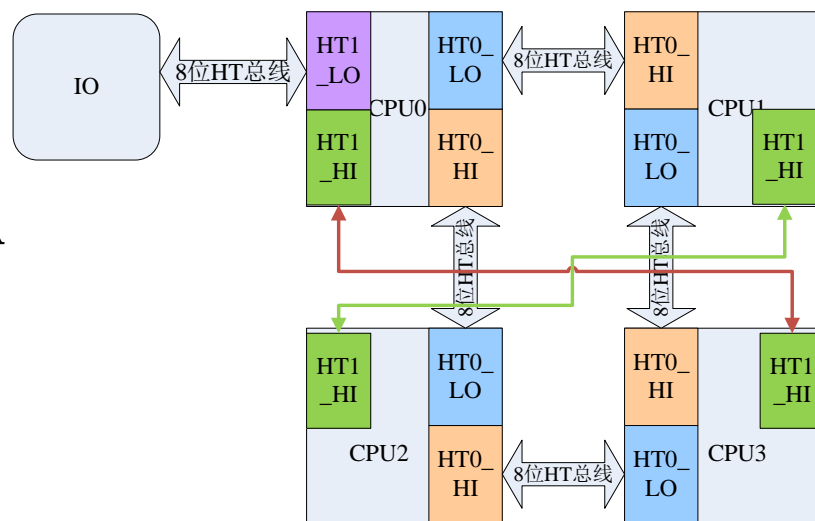 IO
8位HT总线
HT1
_LO
CPU0
HT1
_HI
HT0_
LO
HT0_
HI
8位HT总线
HT0_
HI
CPU1
HT0_
LO
HT1
_HI
8位HT总线
8位HT总线
HT1
_HI
CPU2
HT0_
LO
HT0_
HI
8位HT总线
HT0_
HI
HT0_
LO
CPU3
HT1
_HI